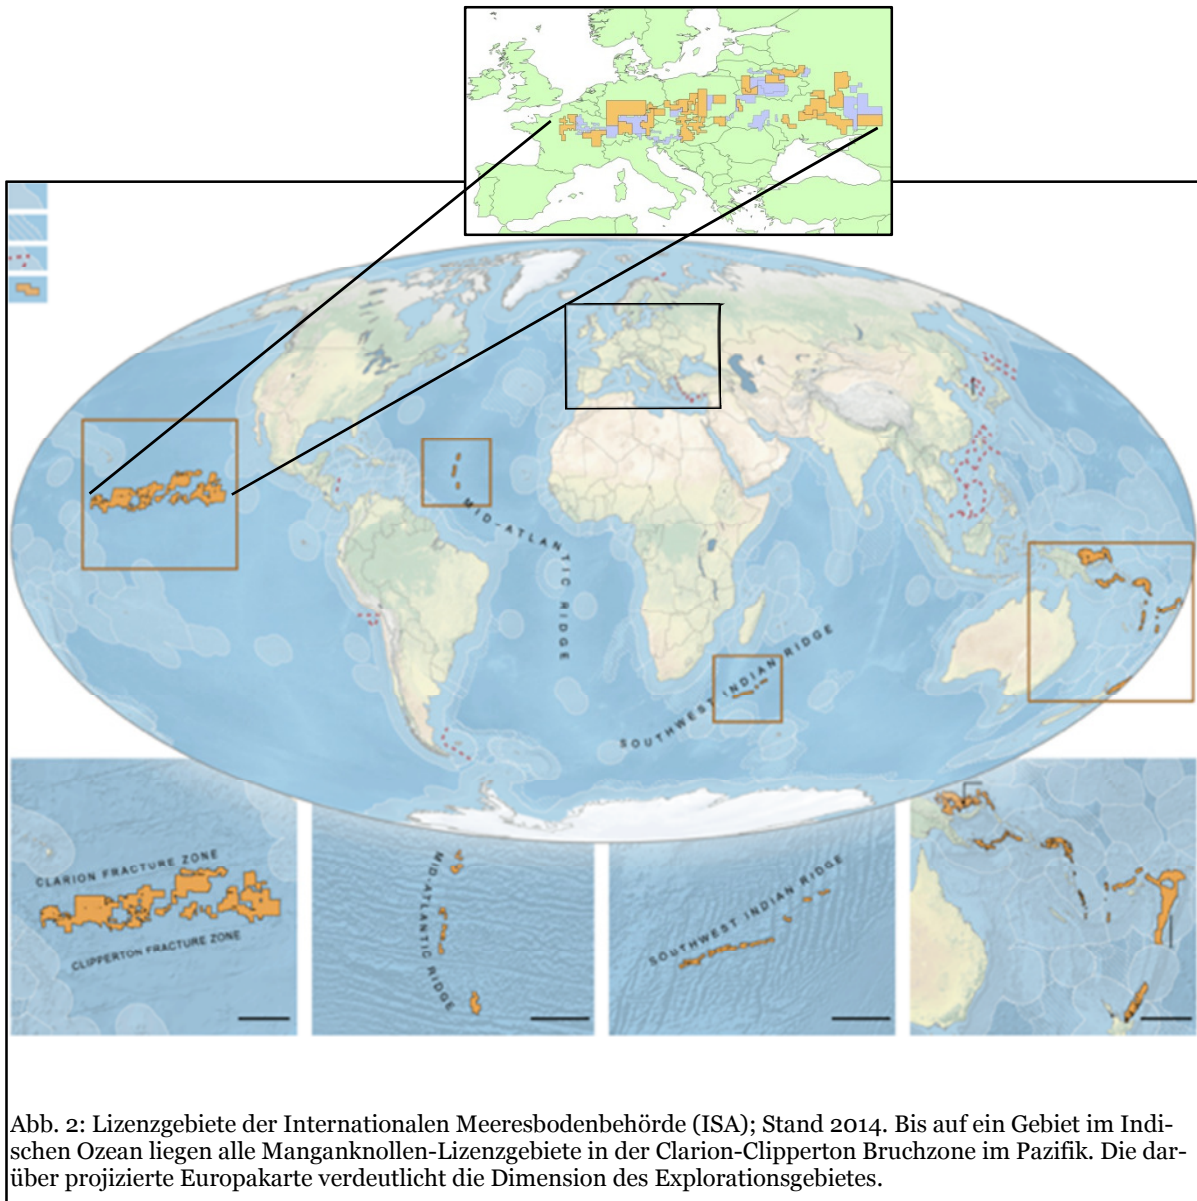 MID-ATLANTIC RIDGE
SOUTHWEST INDIAN RIDGE
CLARION FRACTURE ZONE
CLIPPERTON FRACTURE ZONE
MID-ATLANTIC RIDGE
SOUTHWEST INDIAN RIDGE
Abb. 2: Lizenzgebiete der Internationalen Meeresbodenbehörde (ISA); Stand 2014. Bis auf ein Gebiet im Indi-
schen Ozean liegen alle Manganknollen-Lizenzgebiete in der Clarion-Clipperton Bruchzone im Pazifik. Die dar-
über projizierte Europakarte verdeutlicht die Dimension des Explorationsgebietes.